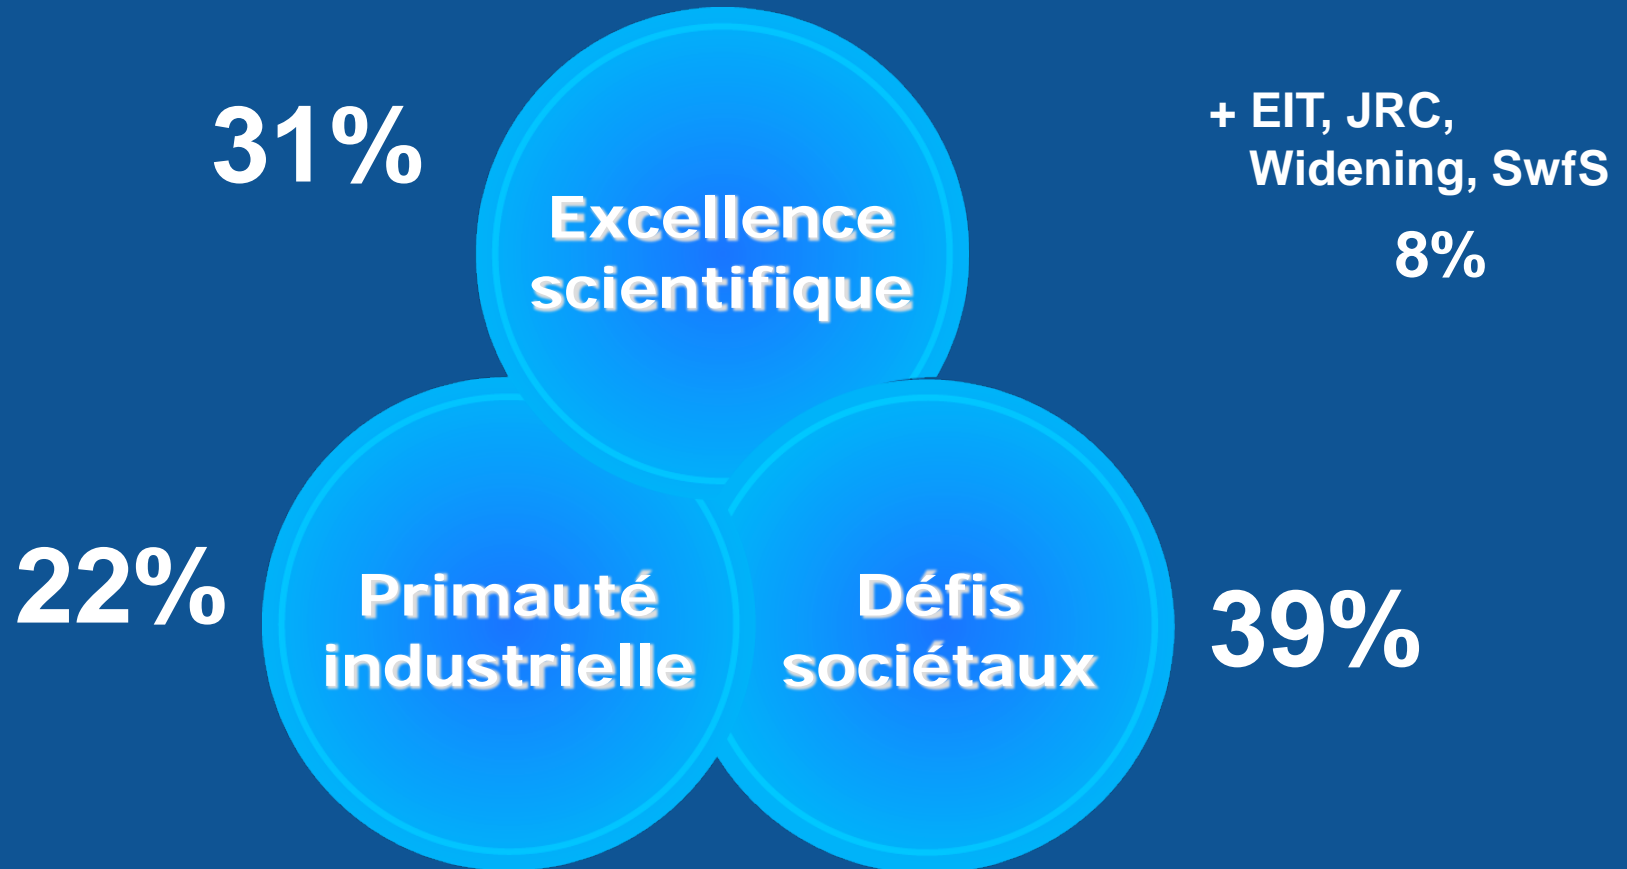 31%
Excellence
scientifique
+ EIT, JRC,
Widening, SwfS
8%
22%
Primauté
industrielle
Défis
sociétaux
39%